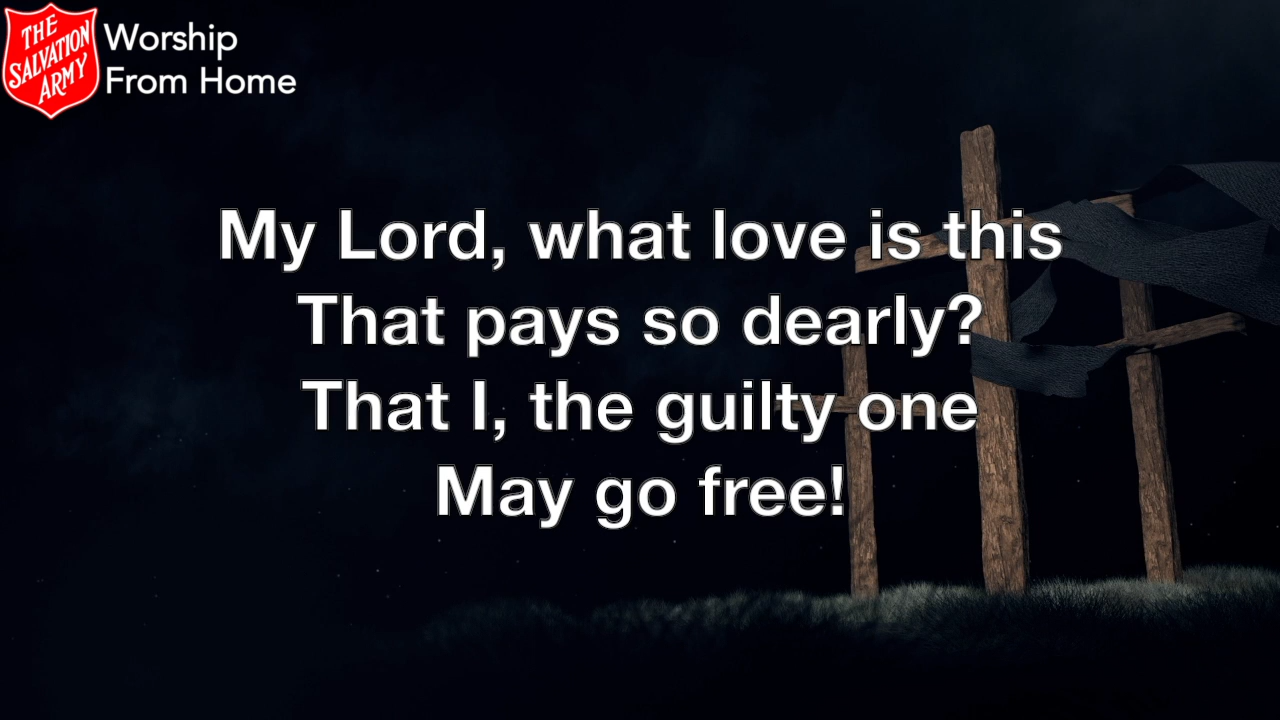 THE
SALVATION
ARMY
Worship
From Home
My Lord, what love is this
That pays so dearly?
That I, the guilty one
May go free!